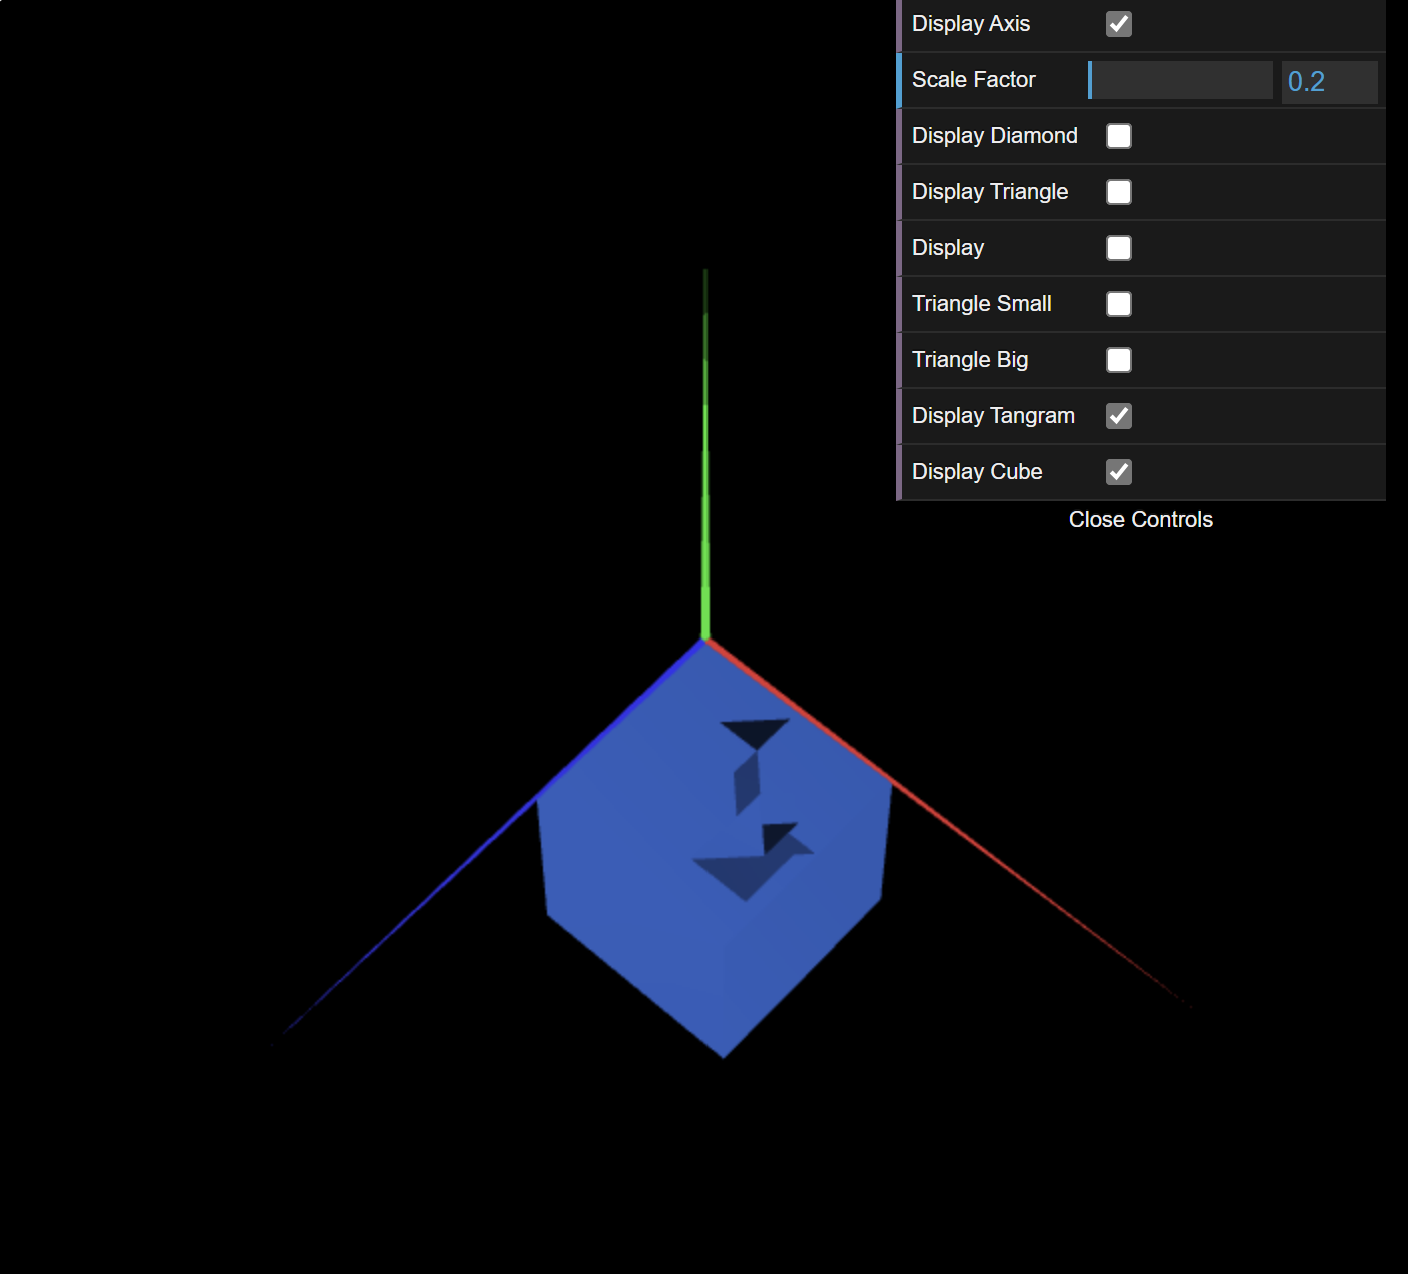 Display Axis
Scale Factor 0.2
Display Diamond
Display Triangle
Display
Triangle Small
Triangle Big
Display Tangram
Display Cube
Close Controls